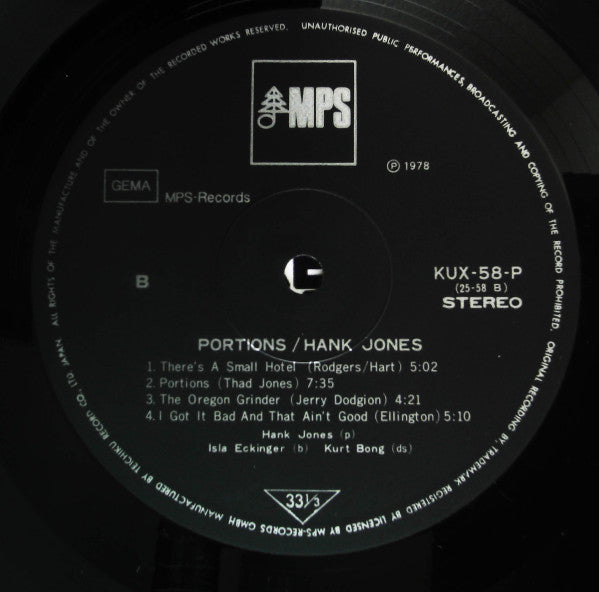 ALL RIGHTS OF THE MANUFACTURE AND OF THE OWNER OF THE RECORDED WORKS RESERVED. UNAUTHORISED PUBLIC PERFORMANCES, BROADCASTING AND COPYING OF THE RECORD PROHIBITED.
MPS
℗ 1978
GEMA
MPS-Records
B
KUX-58-P
(25-58 B)
STEREO
PORTIONS/HANK JONES
1. There's A Small Hotel (Rodgers/Hart) 5:02
2. Portions (Thad Jones) 7:35
3. The Oregon Grinder (Jerry Dodgion) 4:21
4. I Got It Bad And That Ain't Good (Ellington) 5:10
Hank Jones (p)
Isla Eckinger (b) Kurt Bong (ds)
33 1/3
ORIGINAL RECORDING BY, TRADEMARK REGISTERED BY, LICENSED BY MPS-RECORDS GMBH MANUFACTURED BY TEICHIKU RECORD CO., LTD JAPAN